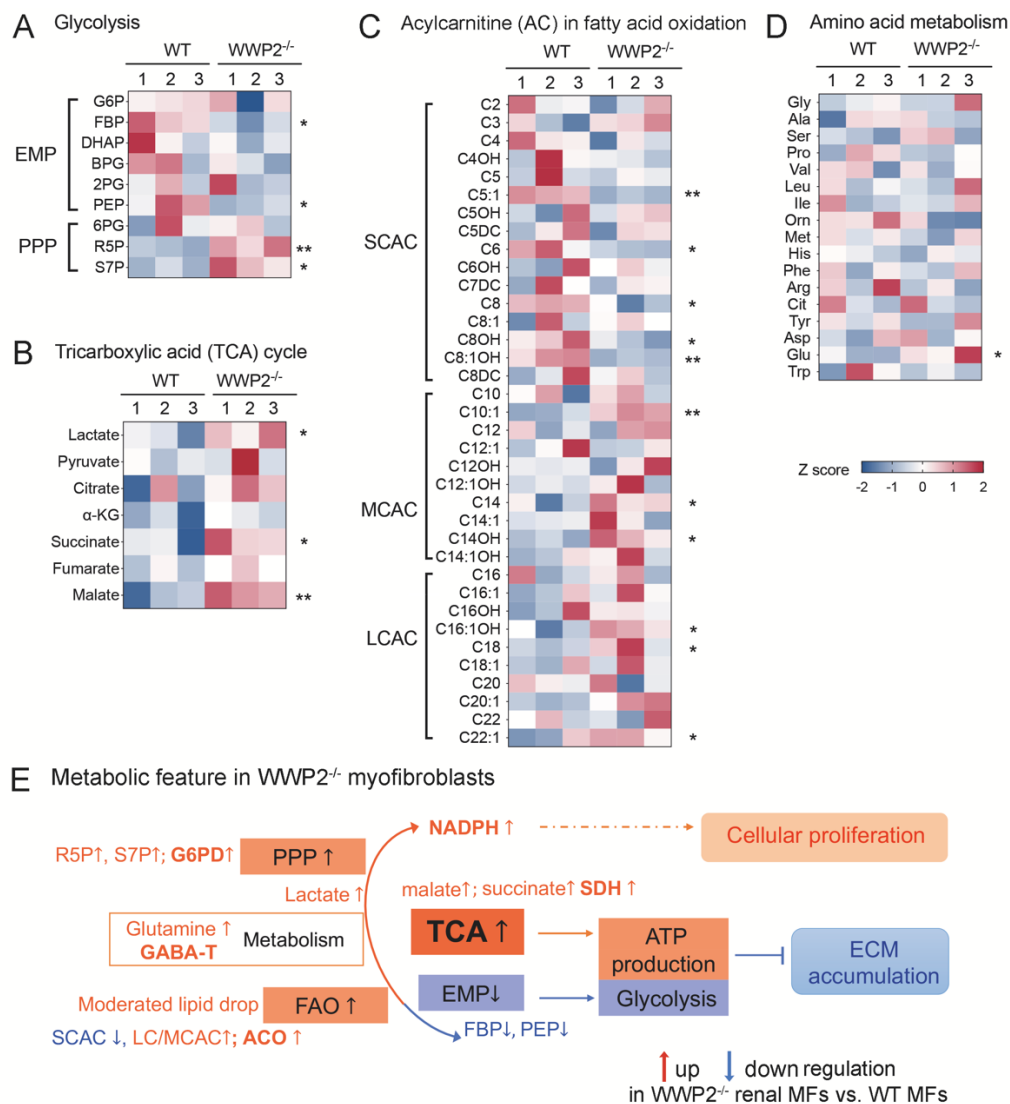 A Glycolysis
WT WWP2-/-
1 2 3 1 2 3
EMP
G6P
FBP *
DHAP
BPG
2PG
PEP *
PPP
6PG
R5P **
S7P *
B Tricarboxylic acid (TCA) cycle
WT WWP2-/-
1 2 3 1 2 3
Lactate *
Pyruvate
Citrate
α-KG
Succinate *
Fumarate
Malate **
C Acylcarnitine (AC) in fatty acid oxidation
WT WWP2-/-
1 2 3 1 2 3
SCAC
C2
C3
C4
C4OH
C5
C5:1 **
C5OH
C5DC
C6 *
C6OH
C7DC
C8 *
C8:1
C8OH *
C8:1OH **
C8DC
MCAC
C10
C10:1 **
C12
C12:1
C12OH
C12:1OH
C14 *
C14:1
C14OH *
C14:1OH
LCAC
C16
C16:1
C16OH
C16:1OH *
C18 *
C18:1
C20
C20:1
C22
C22:1 *
D Amino acid metabolism
WT WWP2-/-
1 2 3 1 2 3
Gly
Ala
Ser
Pro
Val
Leu
Ile
Orn
Met
His
Phe
Arg
Cit
Tyr
Asp
Glu *
Trp
Z score
-2 -1 0 1 2
E Metabolic feature in WWP2-/- myofibroblasts
R5P↑, S7P↑; G6PD↑
PPP ↑
NADPH ↑
Cellular proliferation
Lactate ↑
malate↑; succinate↑ SDH ↑
Glutamine ↑
GABA-T
Metabolism
TCA ↑
ATP
production
ECM
accumulation
EMP↓
Glycolysis
Moderated lipid drop
FAO ↑
SCAC ↓, LC/MCAC↑; ACO ↑
FBP↓, PEP↓
↑ up ↓ down regulation
in WWP2-/- renal MFs vs. WT MFs